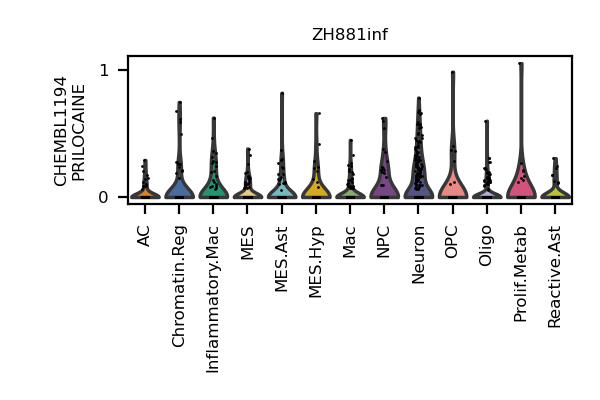 ZH881inf
CHEMBL1194
PRILOCAINE
1
0
AC
Chromatin.Reg
Inflammatory.Mac
MES
MES.Ast
MES.Hyp
Mac
NPC
Neuron
OPC
Oligo
Prolif.Metab
Reactive.Ast